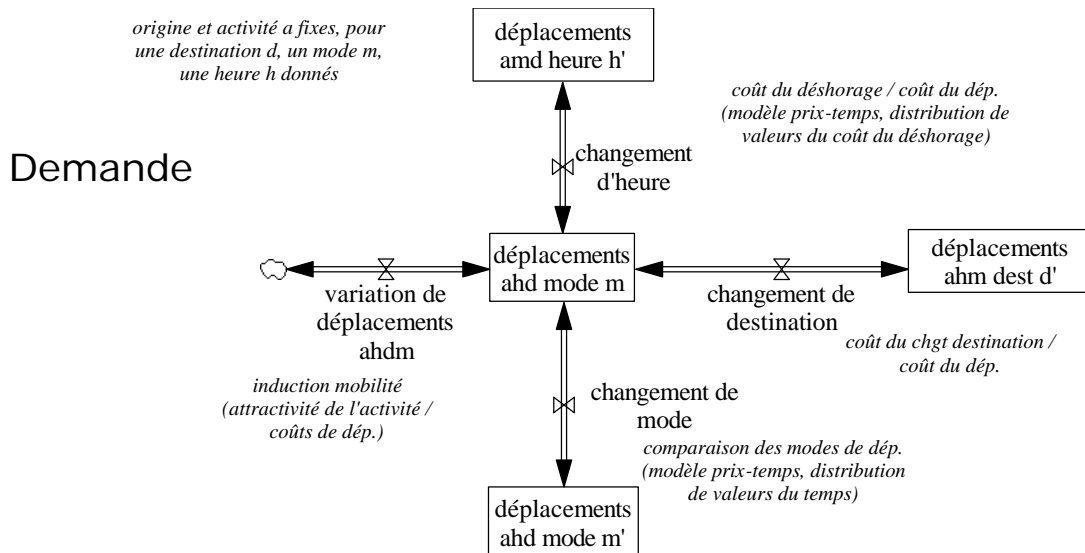 origine et activité a fixes, pour
une destination d, un mode m,
une heure h donnés
déplacements
amd heure h'
coût du déshorage / coût du dép.
(modèle prix-temps, distribution de
valeurs du coût du déshorage)
Demande
changement
d'heure
déplacements
ahd mode m
déplacements
ahm dest d'
variation de
déplacements
ahdm
changement de
destination
coût du chgt destination /
coût du dép.
induction mobilité
(attractivité de l'activité /
coûts de dép.)
changement de
mode
comparaison des modes de dép.
(modèle prix-temps, distribution
de valeurs du temps)
déplacements
ahd mode m'